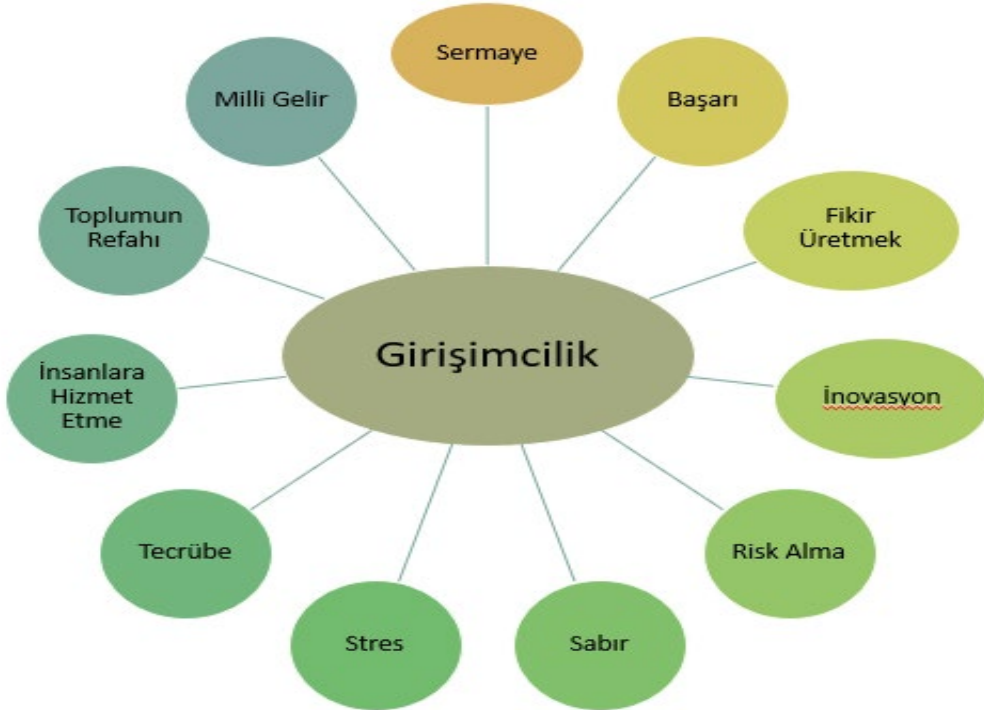 Sermaye
Milli Gelir
Başarı
Toplumun
Refahı
Fikir
Üretmek
Girişimcilik
İnsanlara
Hizmet
Etme
İnovasyon
Tecrübe
Risk Alma
Stres
Sabır